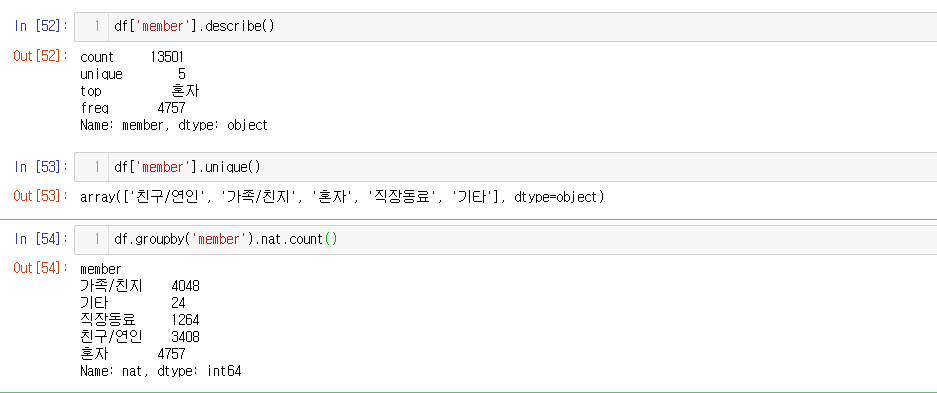 In [52]: 1 df['member'].describe()
Out[52]: count 13501
unique 5
top 혼자
freq 4757
Name: member, dtype: object
In [53]: 1 df['member'].unique()
Out[53]: array(['친구/연인', '가족/친지', '혼자', '직장동료', '기타'], dtype=object)
In [54]: 1 df.groupby('member').nat.count()
Out[54]: member
가족/친지 4048
기타 24
직장동료 1264
친구/연인 3408
혼자 4757
Name: nat, dtype: int64